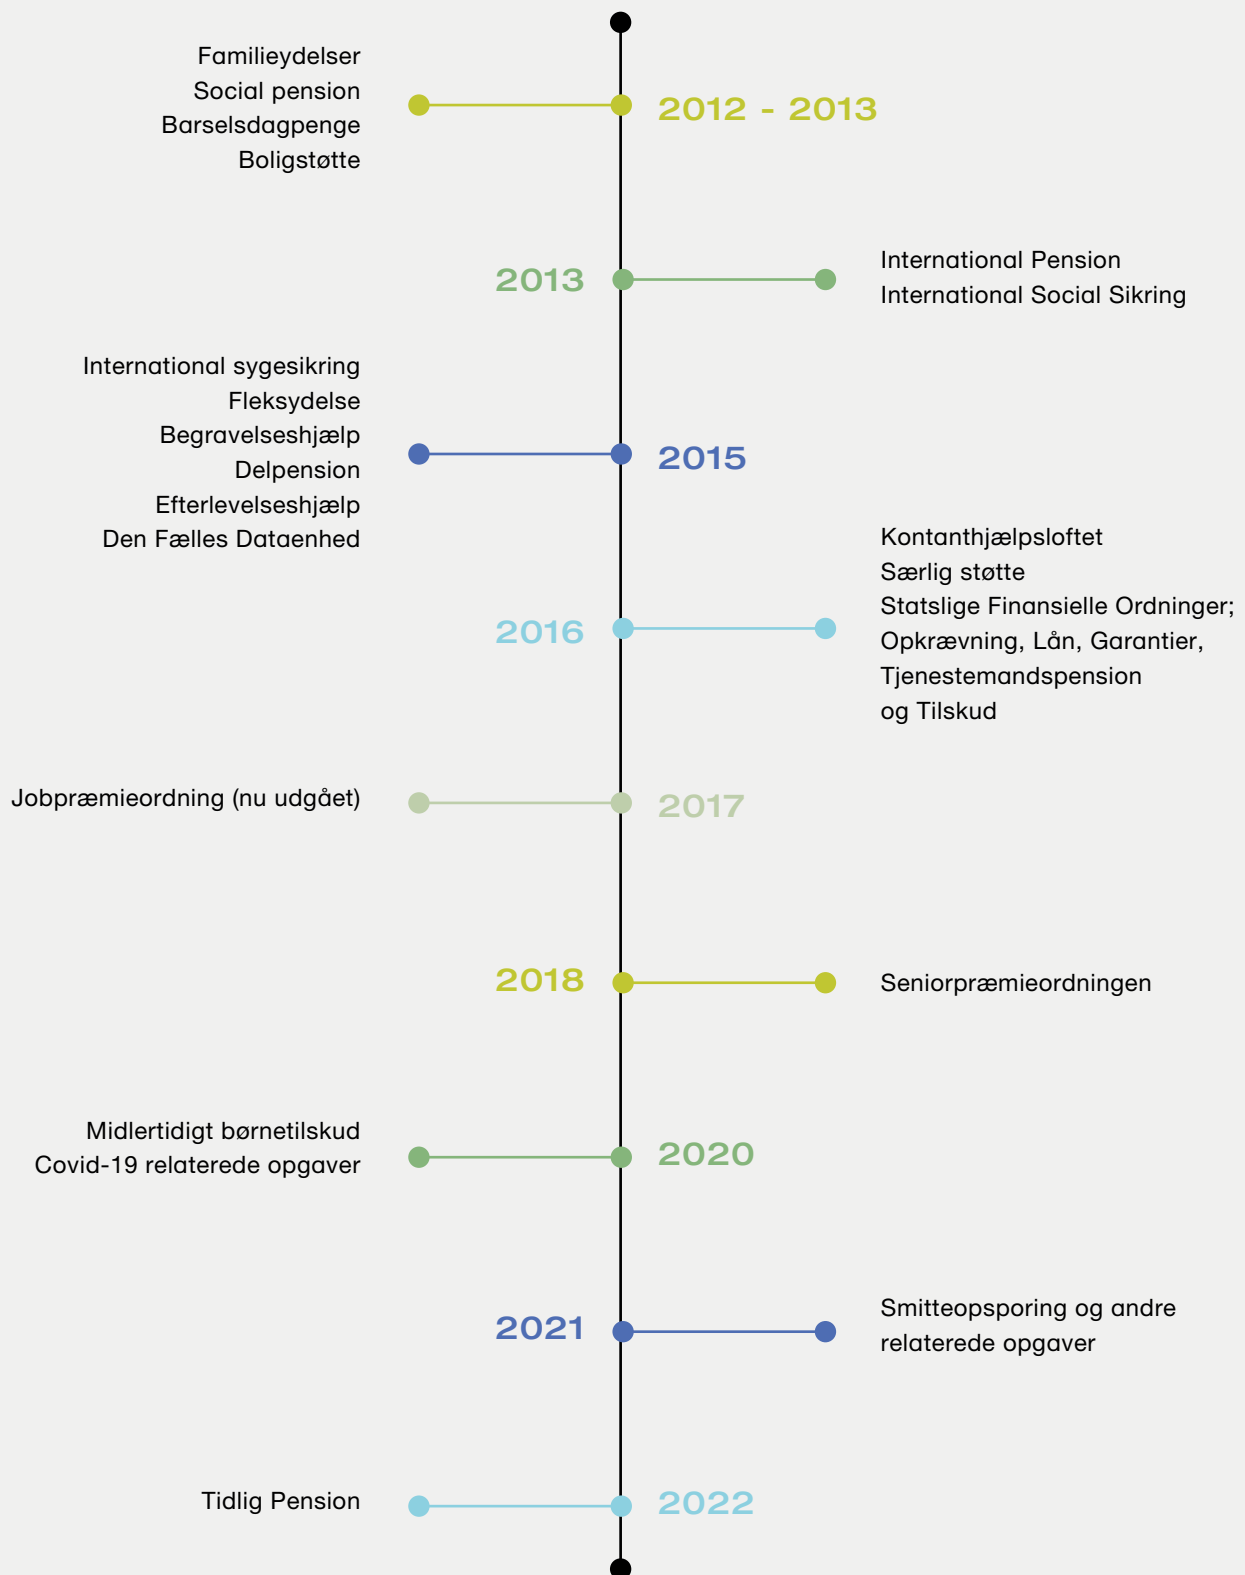 Familieydelser
Social pension
Barselsdagpenge
Boligstøtte
2012 - 2013
2013
International Pension
International Social Sikring
International sygesikring
Fleksydelse
Begravelseshjælp
Delpension
Efterlevelseshjælp
Den Fælles Dataenhed
2015
2016
Kontanthjælpsloftet
Særlig støtte
Statslige Finansielle Ordninger;
Opkrævning, Lån, Garantier,
Tjenestemandspension
og Tilskud
Jobpræmieordning (nu udgået)
2017
2018
Seniorpræmieordningen
Midlertidigt børnetilskud
Covid-19 relaterede opgaver
2020
2021
Smitteopsporing og andre
relaterede opgaver
Tidlig Pension
2022